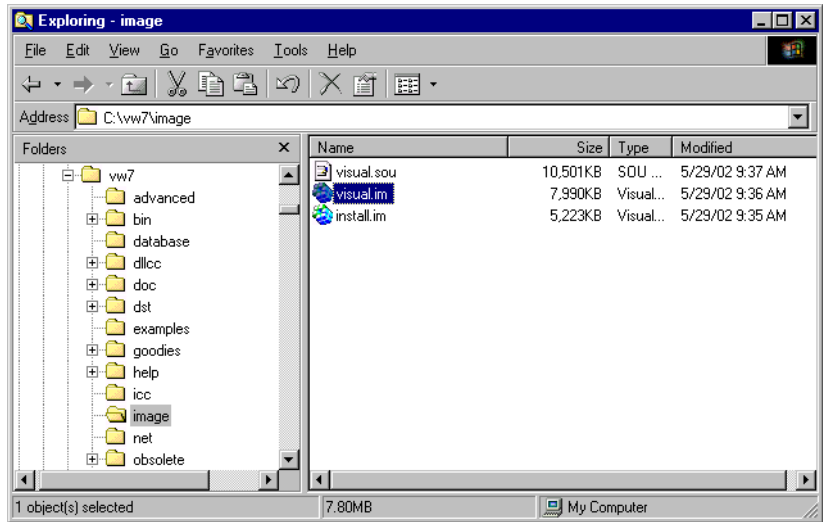 Exploring - image
File Edit View Go Favorites Tools Help
Address C:\vw7\image
Folders
Name Size Type Modified
vw7
advanced
bin
database
dllcc
doc
dst
examples
goodies
help
icc
image
net
obsolete
visual.sou 10,501KB SOU ... 5/29/02 9:37 AM
visual.im 7,990KB Visual... 5/29/02 9:36 AM
install.im 5,223KB Visual... 5/29/02 9:35 AM
1 object(s) selected 7.80MB My Computer